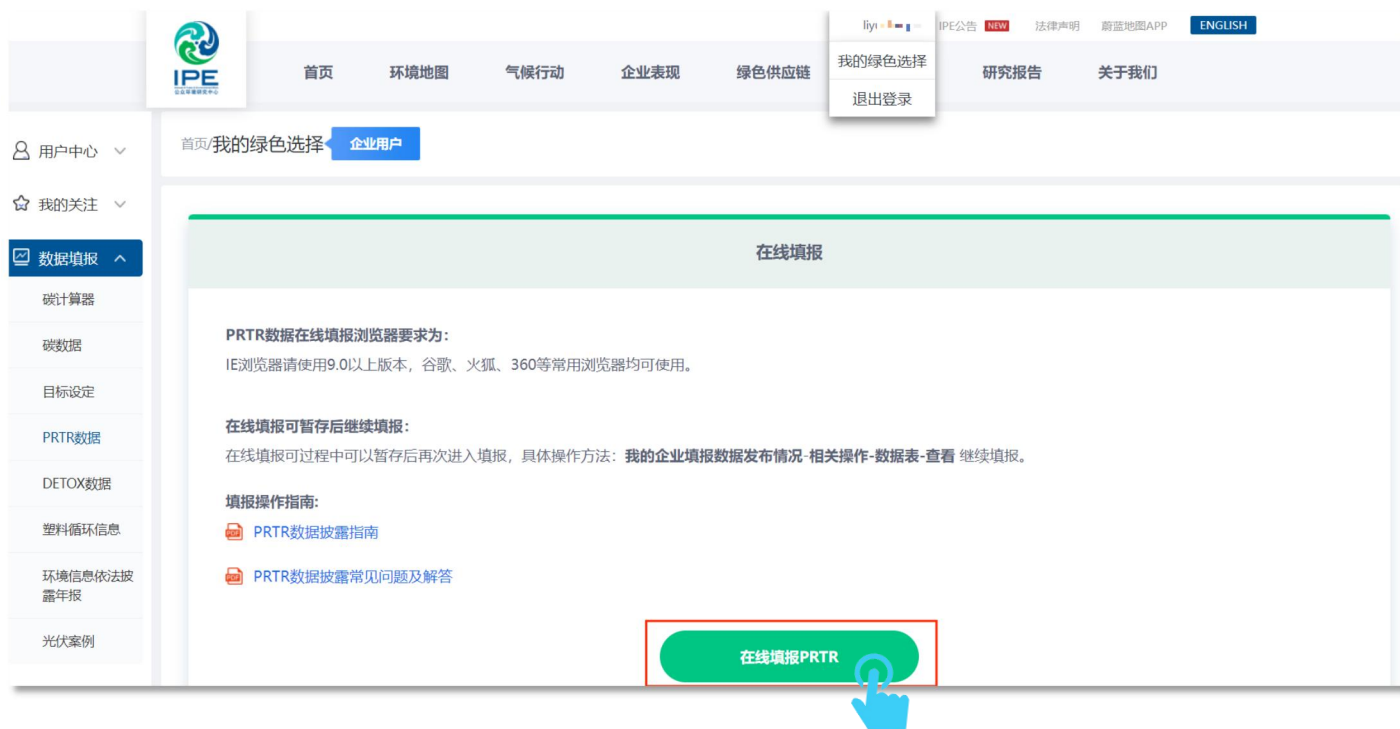 IPE公告 NEW 法律声明 蔚蓝地图APP ENGLISH
IPE
公众环境研究中心
首页 环境地图 气候行动 企业表现 绿色供应链 研究报告 关于我们
我的绿色选择
退出登录
用户中心
我的关注
数据填报
碳计算器
碳数据
目标设定
PRTR数据
DETOX数据
塑料循环信息
环境信息依法披
露年报
光伏案例
首页/我的绿色选择 企业用户
在线填报
PRTR数据在线填报浏览器要求为:
IE浏览器请使用9.0以上版本，谷歌、火狐、360等常用浏览器均可使用。
在线填报可暂存后继续填报:
在线填报可过程中可以暂存后再次进入填报，具体操作方法：我的企业填报数据发布情况-相关操作-数据表-查看 继续填报。
填报操作指南:
PDF PRTR数据披露指南
PDF PRTR数据披露常见问题及解答
在线填报PRTR